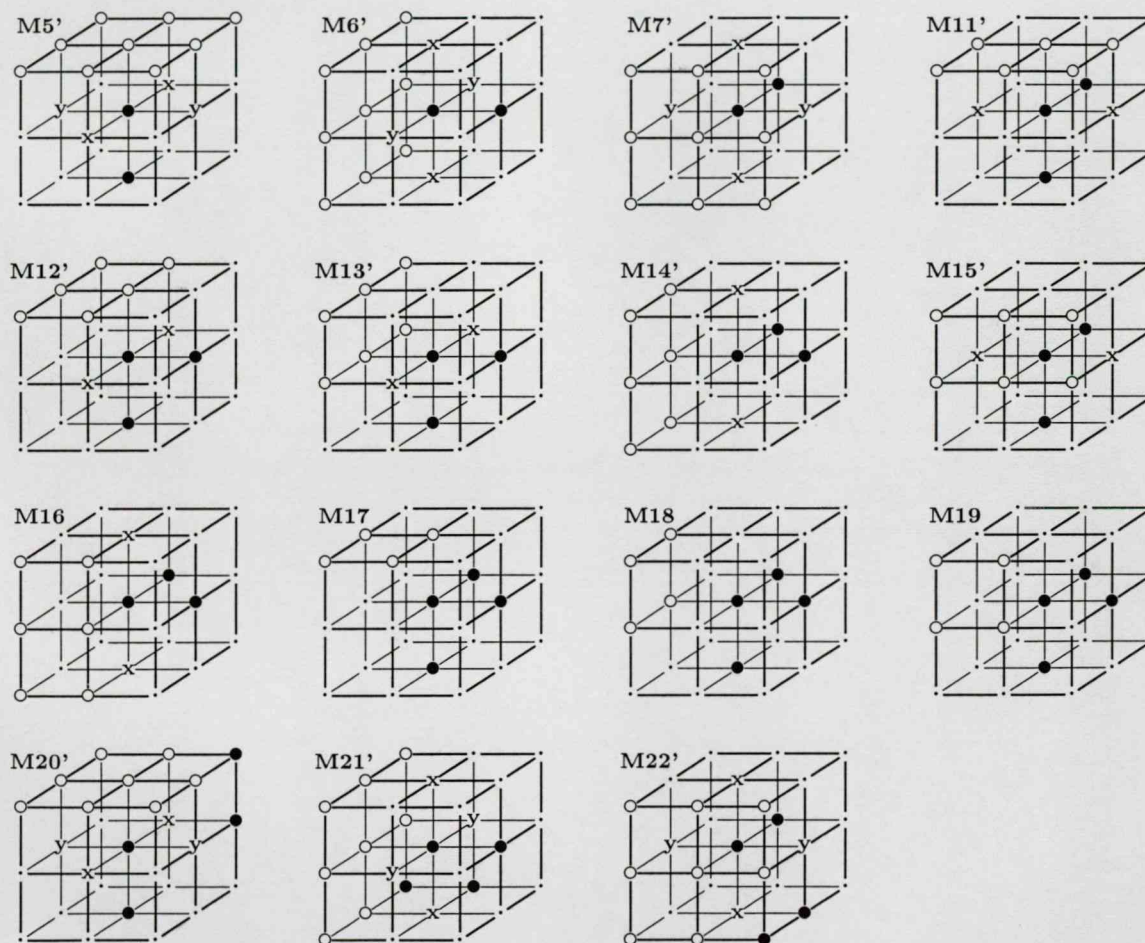 M5' M6' M7' M11'
x x
x y
y y y y x x
x y
x x
M12' M13' M14' M15'
x
x x
x x
x x
x
M16 M17 M18 M19
x
x
M20' M21' M22'
x x
x y
y y y y
x y
x x